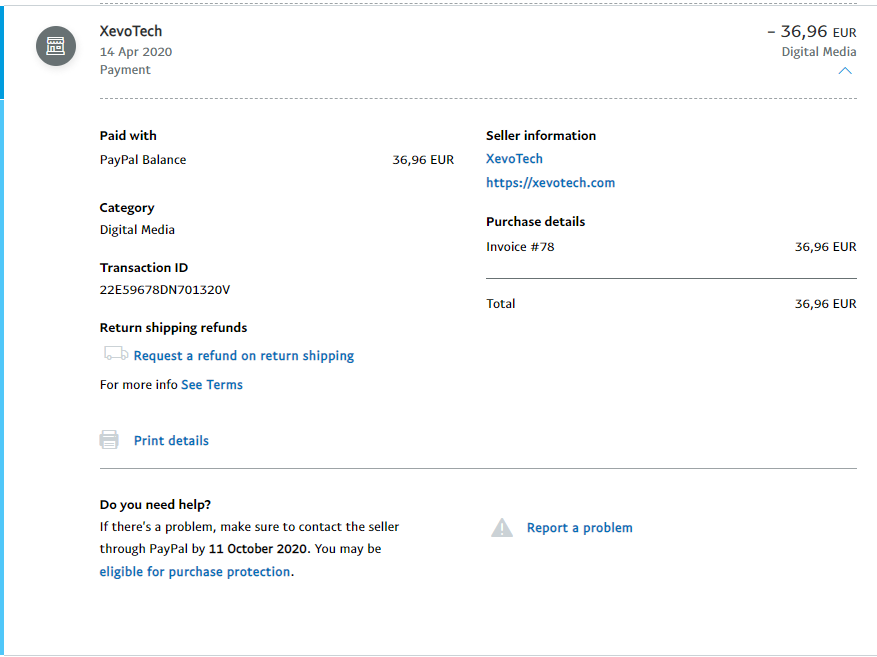 XevoTech
14 Apr 2020
Payment
– 36,96 EUR
Digital Media
Paid with
PayPal Balance 36,96 EUR
Category
Digital Media
Transaction ID
22E59678DN701320V
Return shipping refunds
Request a refund on return shipping
For more info See Terms
Print details
Seller information
XevoTech
https://xevotech.com
Purchase details
Invoice #78 36,96 EUR
Total 36,96 EUR
Do you need help?
If there's a problem, make sure to contact the seller
through PayPal by 11 October 2020. You may be
eligible for purchase protection.
Report a problem